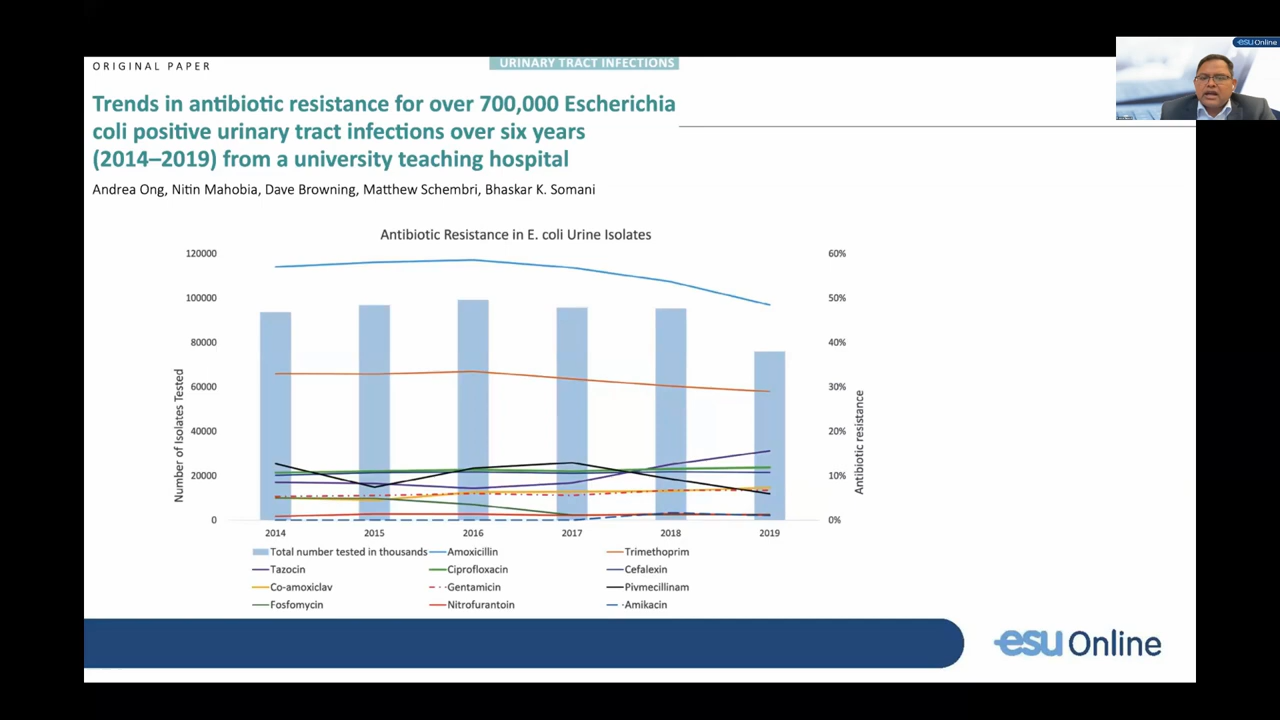 esu Online
ORIGINAL PAPER
URINARY TRACT INFECTIONS
Trends in antibiotic resistance for over 700,000 Escherichia
coli positive urinary tract infections over six years
(2014–2019) from a university teaching hospital
Andrea Ong, Nitin Mahobia, Dave Browning, Matthew Schembri, Bhaskar K. Somani
Antibiotic Resistance in E. coli Urine Isolates
120000 60%
100000 50%
80000 40%
60000 30%
40000 20%
20000 10%
0 0%
Number of Isolates Tested
Antibiotic resistance
2014 2015 2016 2017 2018 2019
Total number tested in thousands Amoxicillin Trimethoprim
Tazocin Ciprofloxacin Cefalexin
Co-amoxiclav Gentamicin Pivmecillinam
Fosfomycin Nitrofurantoin Amikacin
esu Online